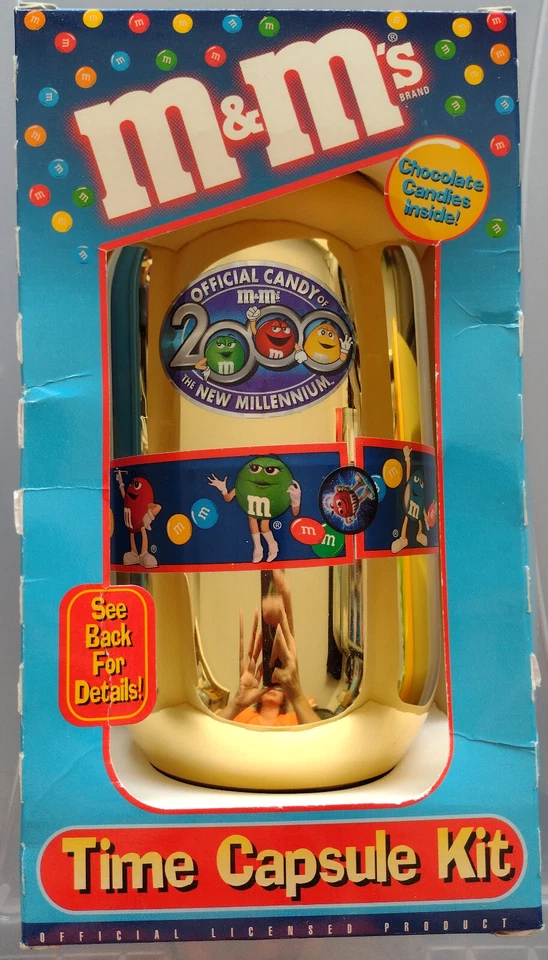 m&m's®
BRAND
Chocolate
Candies
inside!
OFFICIAL CANDY OF
m&m's
2000
THE NEW MILLENNIUM
See
Back
For
Details!
Time Capsule Kit
OFFICIAL LICENSED PRODUCT